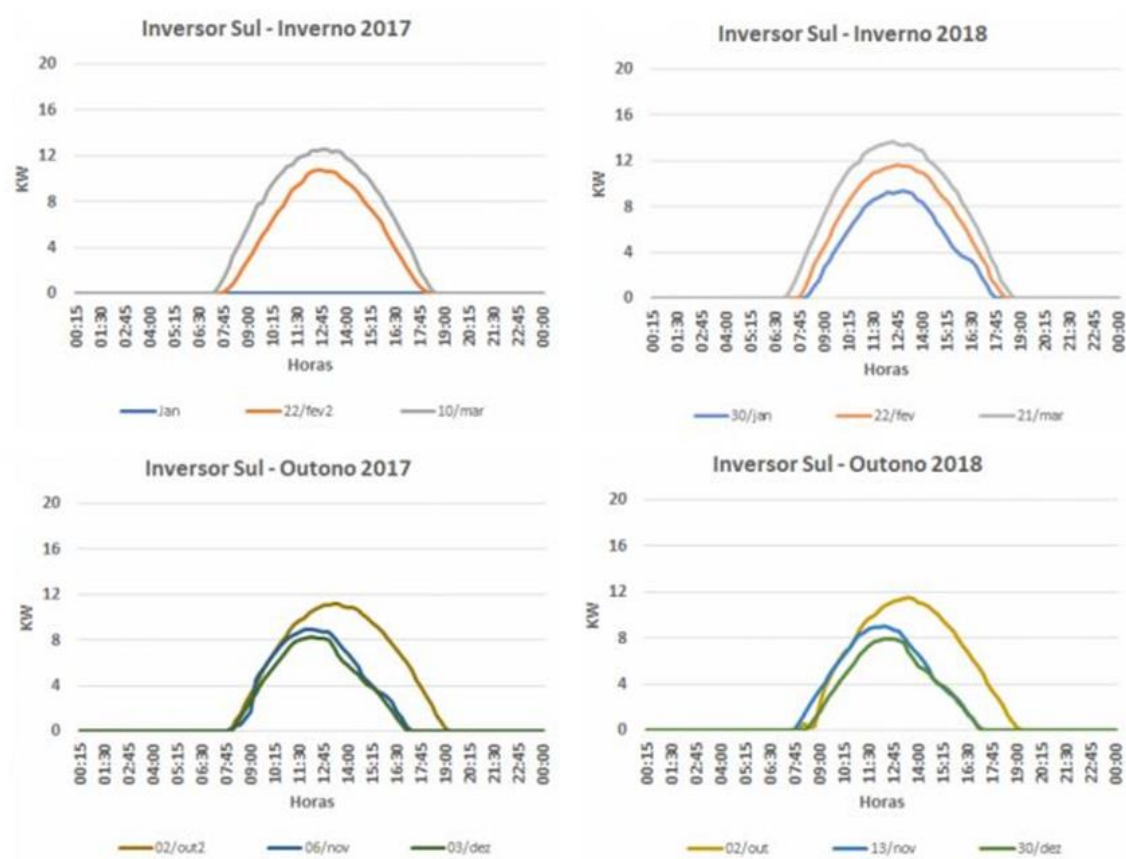 Inversor Sul - Inverno 2017
KW
20
16
12
8
4
0
00:15 01:30 02:45 04:00 05:15 06:30 07:45 09:00 10:15 11:30 12:45 14:00 15:15 16:30 17:45 19:00 20:15 21:30 22:45 00:00
Horas
Jan 22/fev2 10/mar
Inversor Sul - Inverno 2018
KW
20
16
12
8
4
0
00:15 01:30 02:45 04:00 05:15 06:30 07:45 09:00 10:15 11:30 12:45 14:00 15:15 16:30 17:45 19:00 20:15 21:30 22:45 00:00
Horas
30/jan 22/fev 21/mar
Inversor Sul - Outono 2017
KW
20
16
12
8
4
0
00:15 01:30 02:45 04:00 05:15 06:30 07:45 09:00 10:15 11:30 12:45 14:00 15:15 16:30 17:45 19:00 20:15 21:30 22:45 00:00
Horas
02/out2 06/nov 03/dez
Inversor Sul - Outono 2018
KW
20
16
12
8
4
0
00:15 01:30 02:45 04:00 05:15 06:30 07:45 09:00 10:15 11:30 12:45 14:00 15:15 16:30 17:45 19:00 20:15 21:30 22:45 00:00
Horas
02/out 13/nov 30/dez